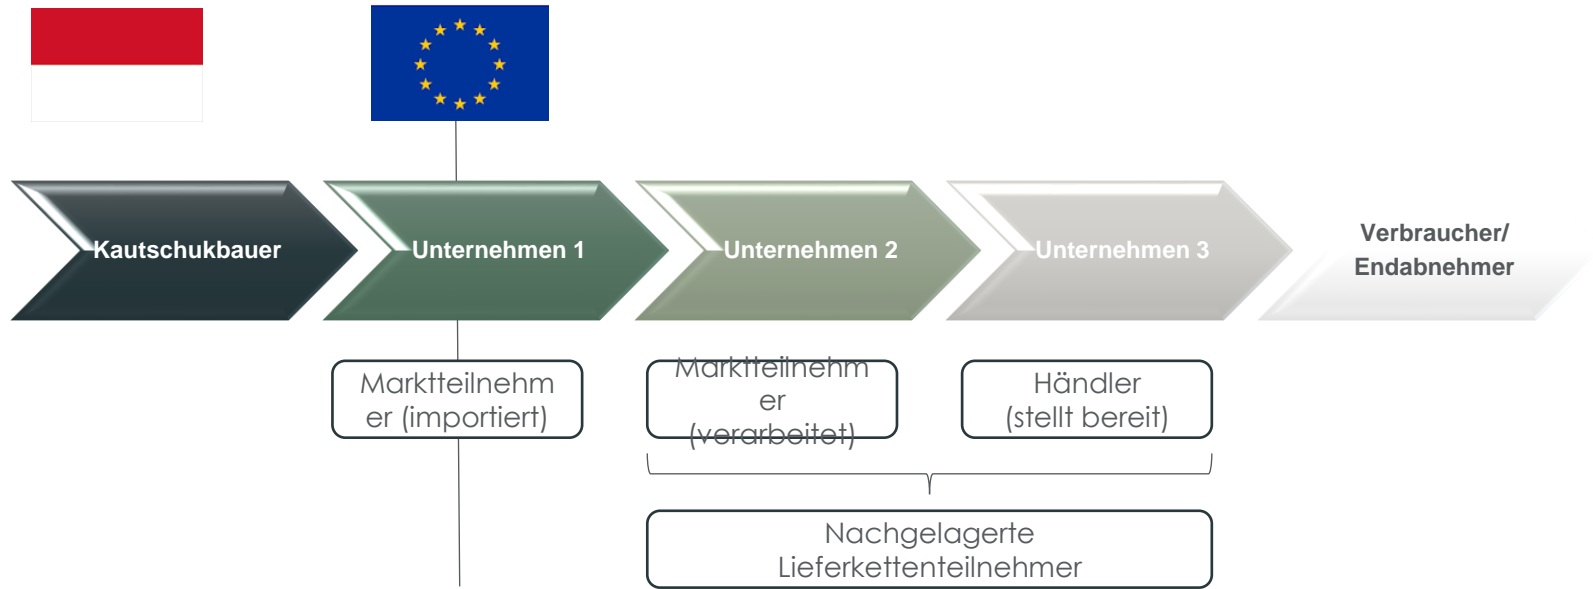 Kautschukbauer
Unternehmen 1
Unternehmen 2
Unternehmen 3
Verbraucher/
Endabnehmer
Marktteilnehm
er (importiert)
Marktteilnehm
er
(verarbeitet)
Händler
(stellt bereit)
Nachgelagerte
Lieferkettenteilnehmer